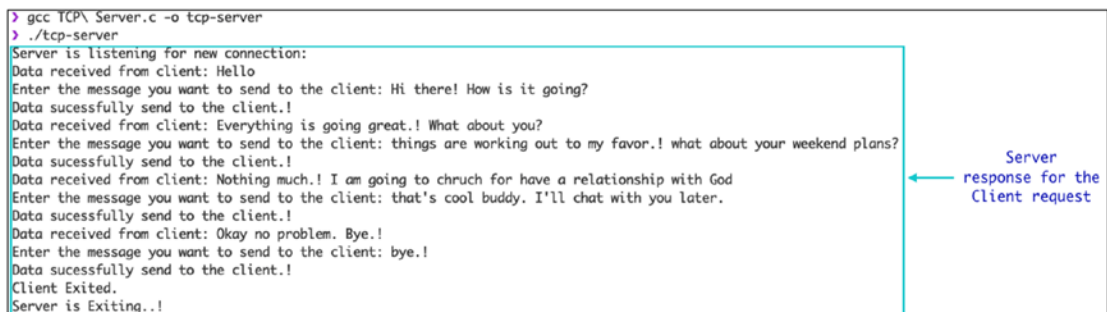 ❯ gcc TCP\ Server.c -o tcp-server
❯ ./tcp-server
Server is listening for new connection:
Data received from client: Hello
Enter the message you want to send to the client: Hi there! How is it going?
Data sucessfully send to the client.!
Data received from client: Everything is going great.! What about you?
Enter the message you want to send to the client: things are working out to my favor.! what about your weekend plans?
Data sucessfully send to the client.!
Data received from client: Nothing much.! I am going to chruch for have a relationship with God
Enter the message you want to send to the client: that's cool buddy. I'll chat with you later.
Data sucessfully send to the client.!
Data received from client: Okay no problem. Bye.!
Enter the message you want to send to the client: bye.!
Data sucessfully send to the client.!
Client Exited.
Server is Exiting..!
Server
response for the
Client request